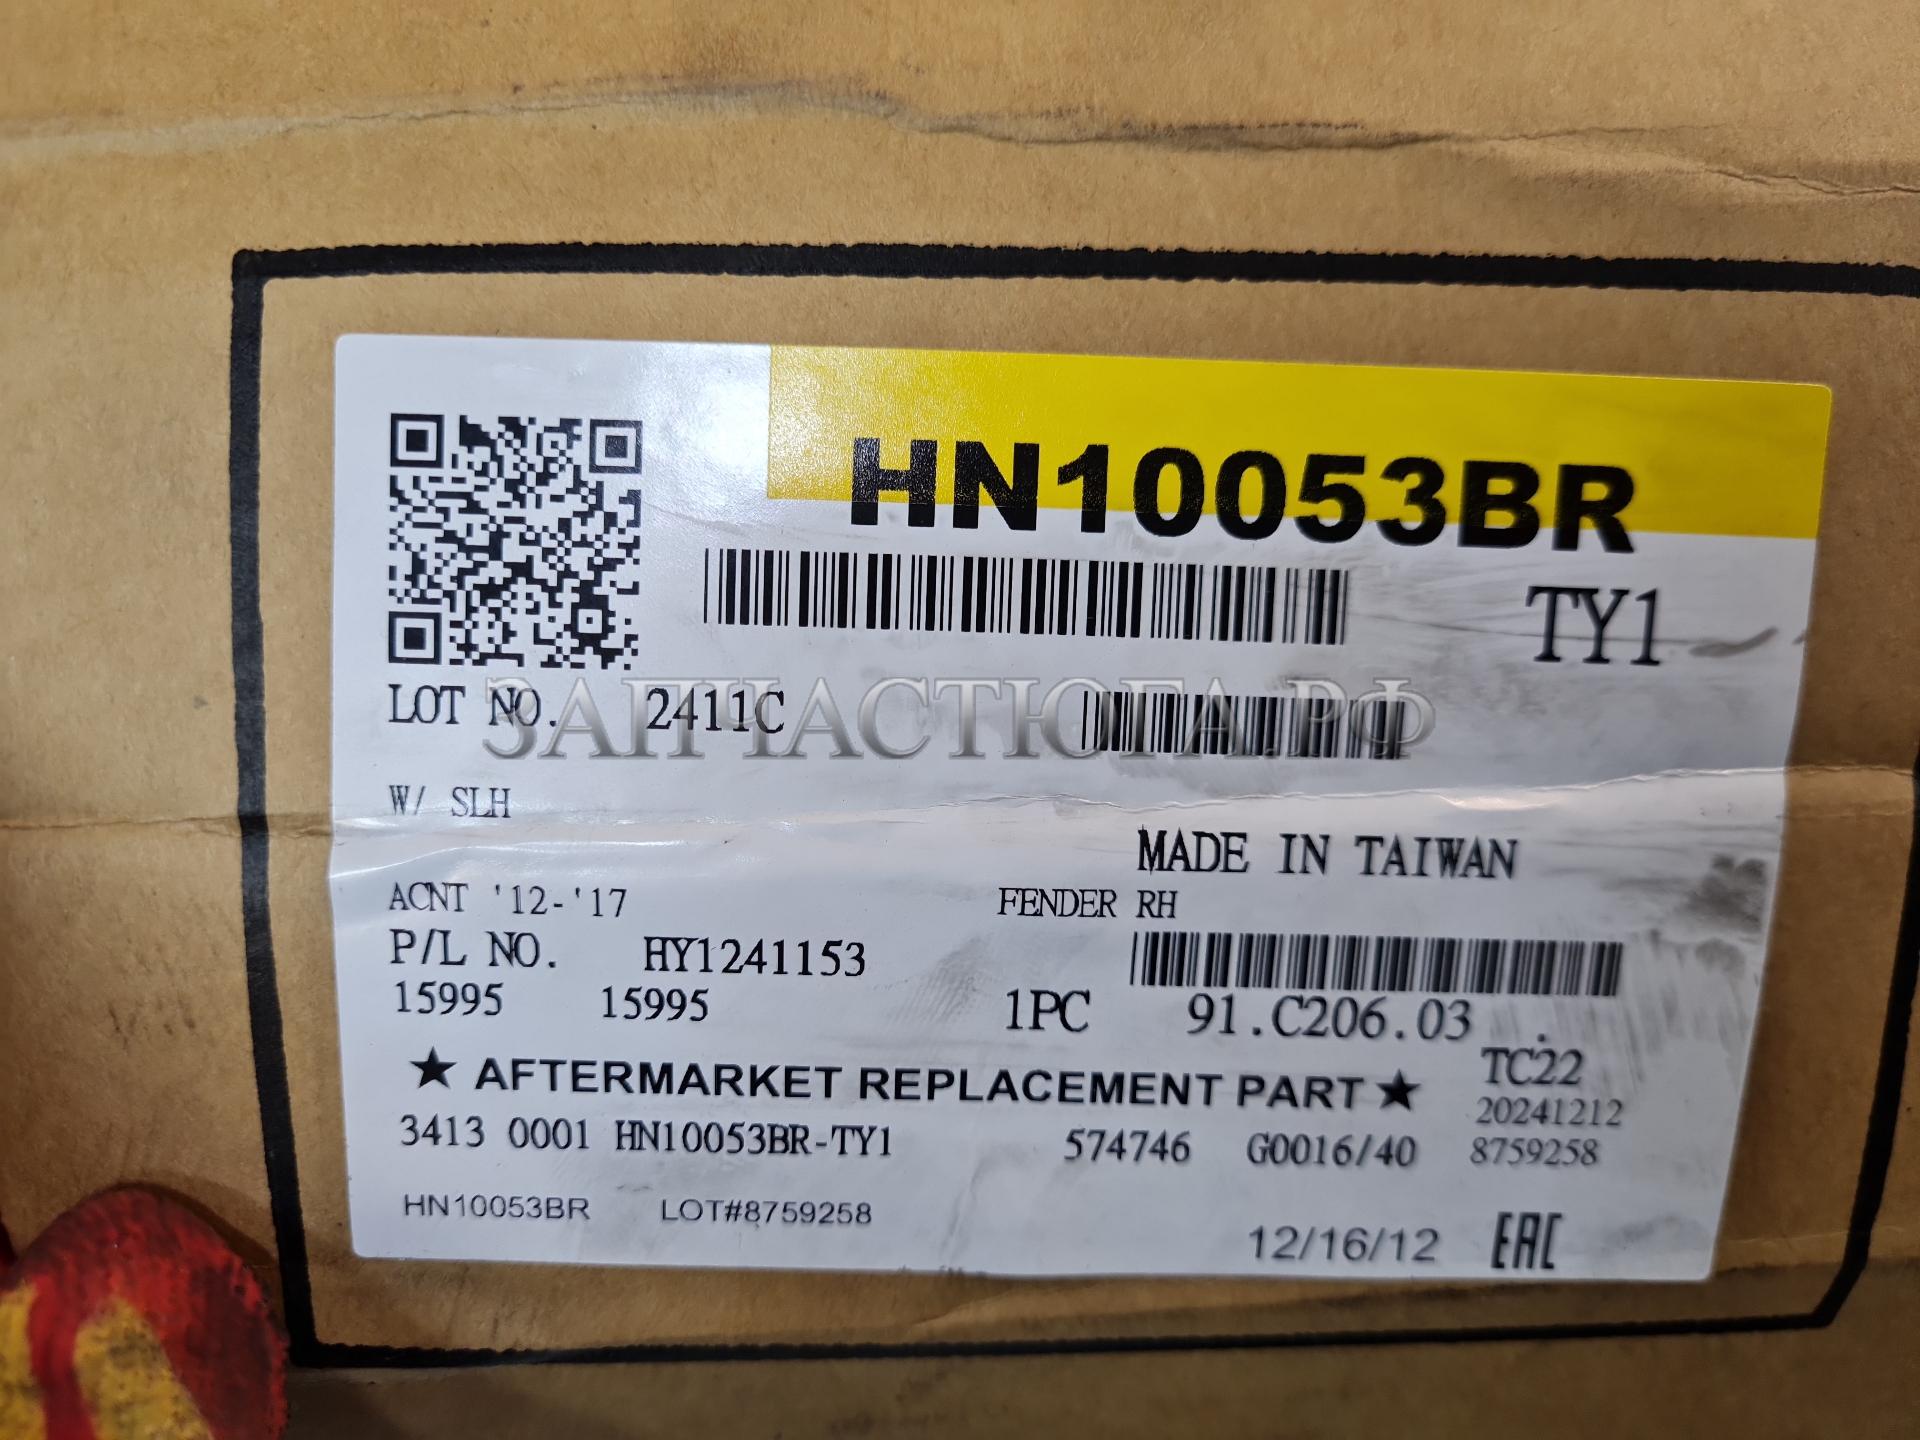 HN10053BR
TY1
LOT NO. 2411C
ЗАПЧАСТЮГА.РФ
W/ SLH
MADE IN TAIWAN
ACNT '12-'17 FENDER RH
P/L NO. HY1241153
15995 15995 1PC 91.C206.03
TC22
★ AFTERMARKET REPLACEMENT PART ★
20241212
3413 0001 HN10053BR-TY1 574746 G0016/40 8759258
HN10053BR LOT#8759258
12/16/12 EAC